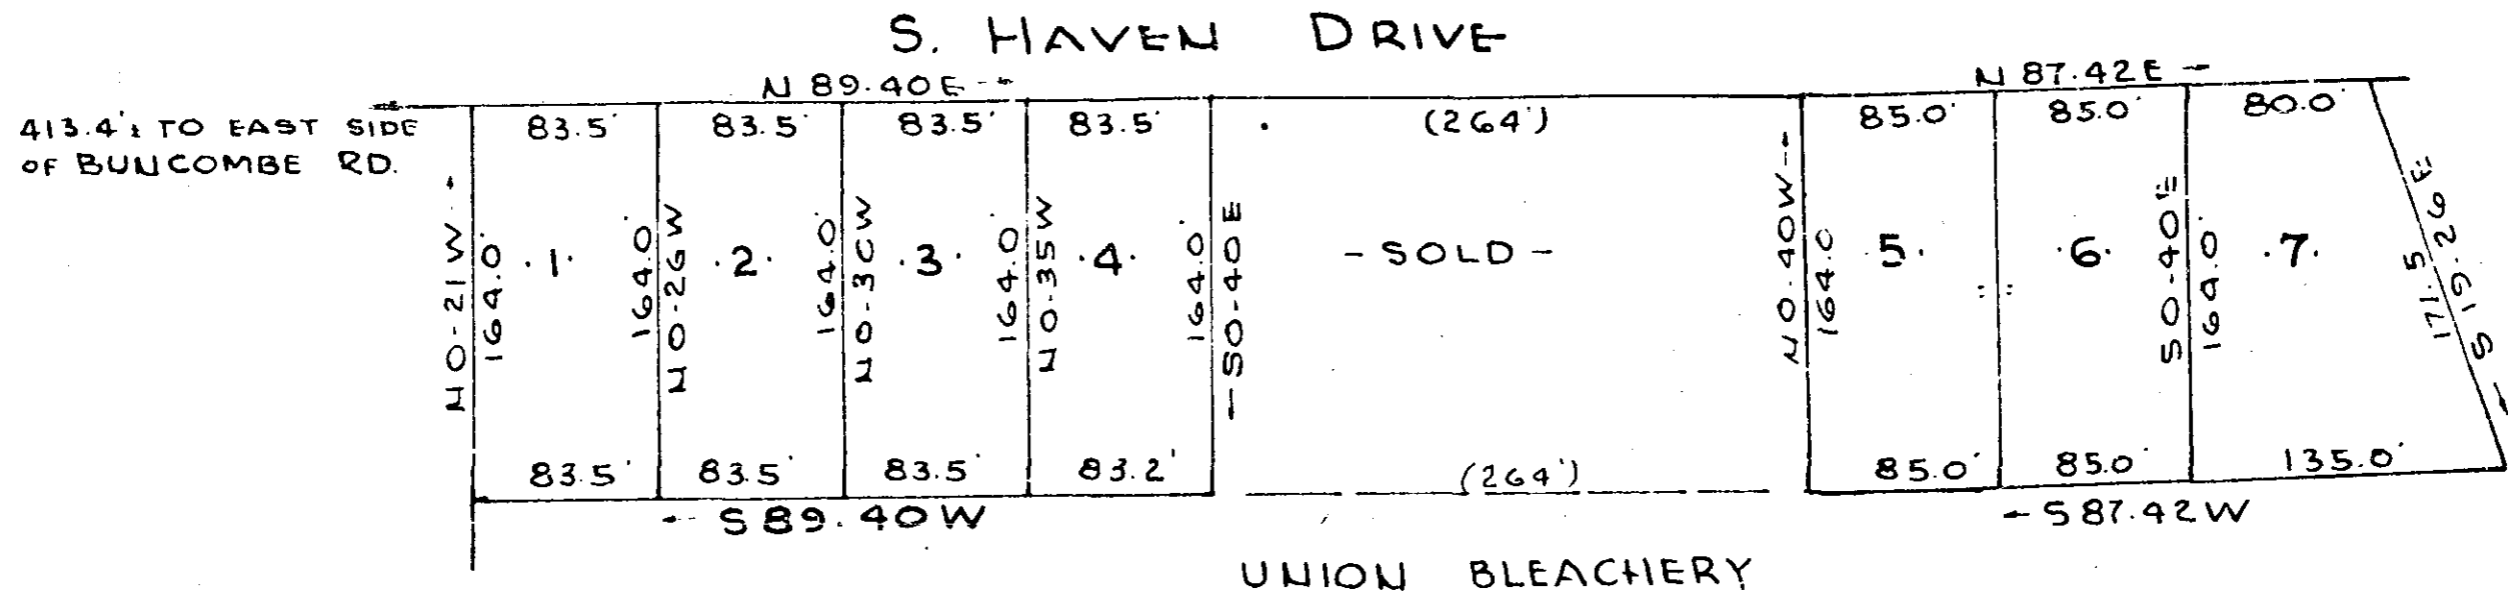 S. HAVEN DRIVE
N 89.40E
N 87.42E
413.4'± TO EAST SIDE
OF BUNCOMBE RD.
83.5'
83.5'
83.5'
83.5'
(264')
85.0'
85.0'
80.0'
N 0-21 W
164.0'
.1.
164.0'
N 0-26 W
.2.
164.0'
N 0-30 W
.3.
164.0'
N 0-35 W
.4.
164.0'
S 0-40 E
- SOLD -
N 0.40 W
164.0
.5.
.6.
S 0-40 E
164.0'
.7.
171.5
S 19.26 E
83.5'
83.5'
83.5'
83.2'
(264')
85.0'
85.0'
135.0'
S 89.40 W
S 87.42 W
UNION BLEACHERY